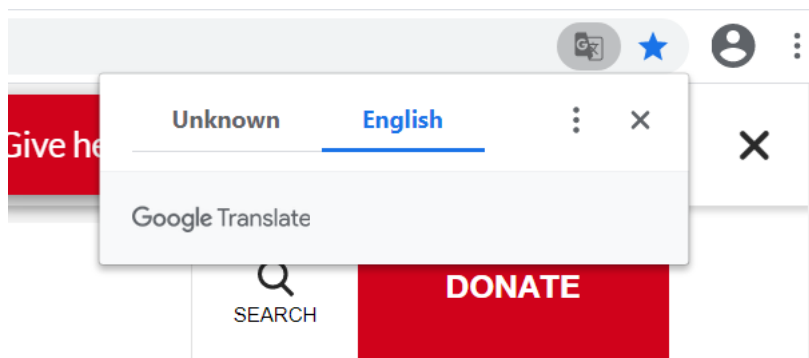 Unknown English
Give he
Google Translate
DONATE
SEARCH